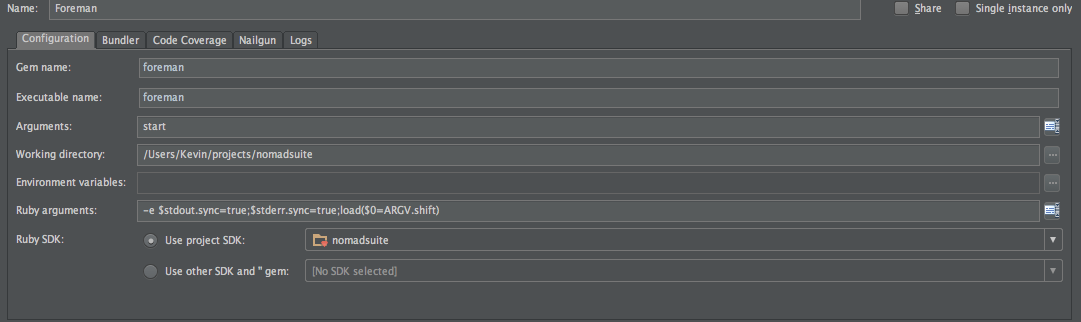 Name: Foreman Share Single instance only
Configuration Bundler Code Coverage Nailgun Logs
Gem name: foreman
Executable name: foreman
Arguments: start
Working directory: /Users/Kevin/projects/nomadsuite
Environment variables:
Ruby arguments: -e $stdout.sync=true;$stderr.sync=true;load($0=ARGV.shift)
Ruby SDK: Use project SDK: nomadsuite
Use other SDK and '' gem: [No SDK selected]